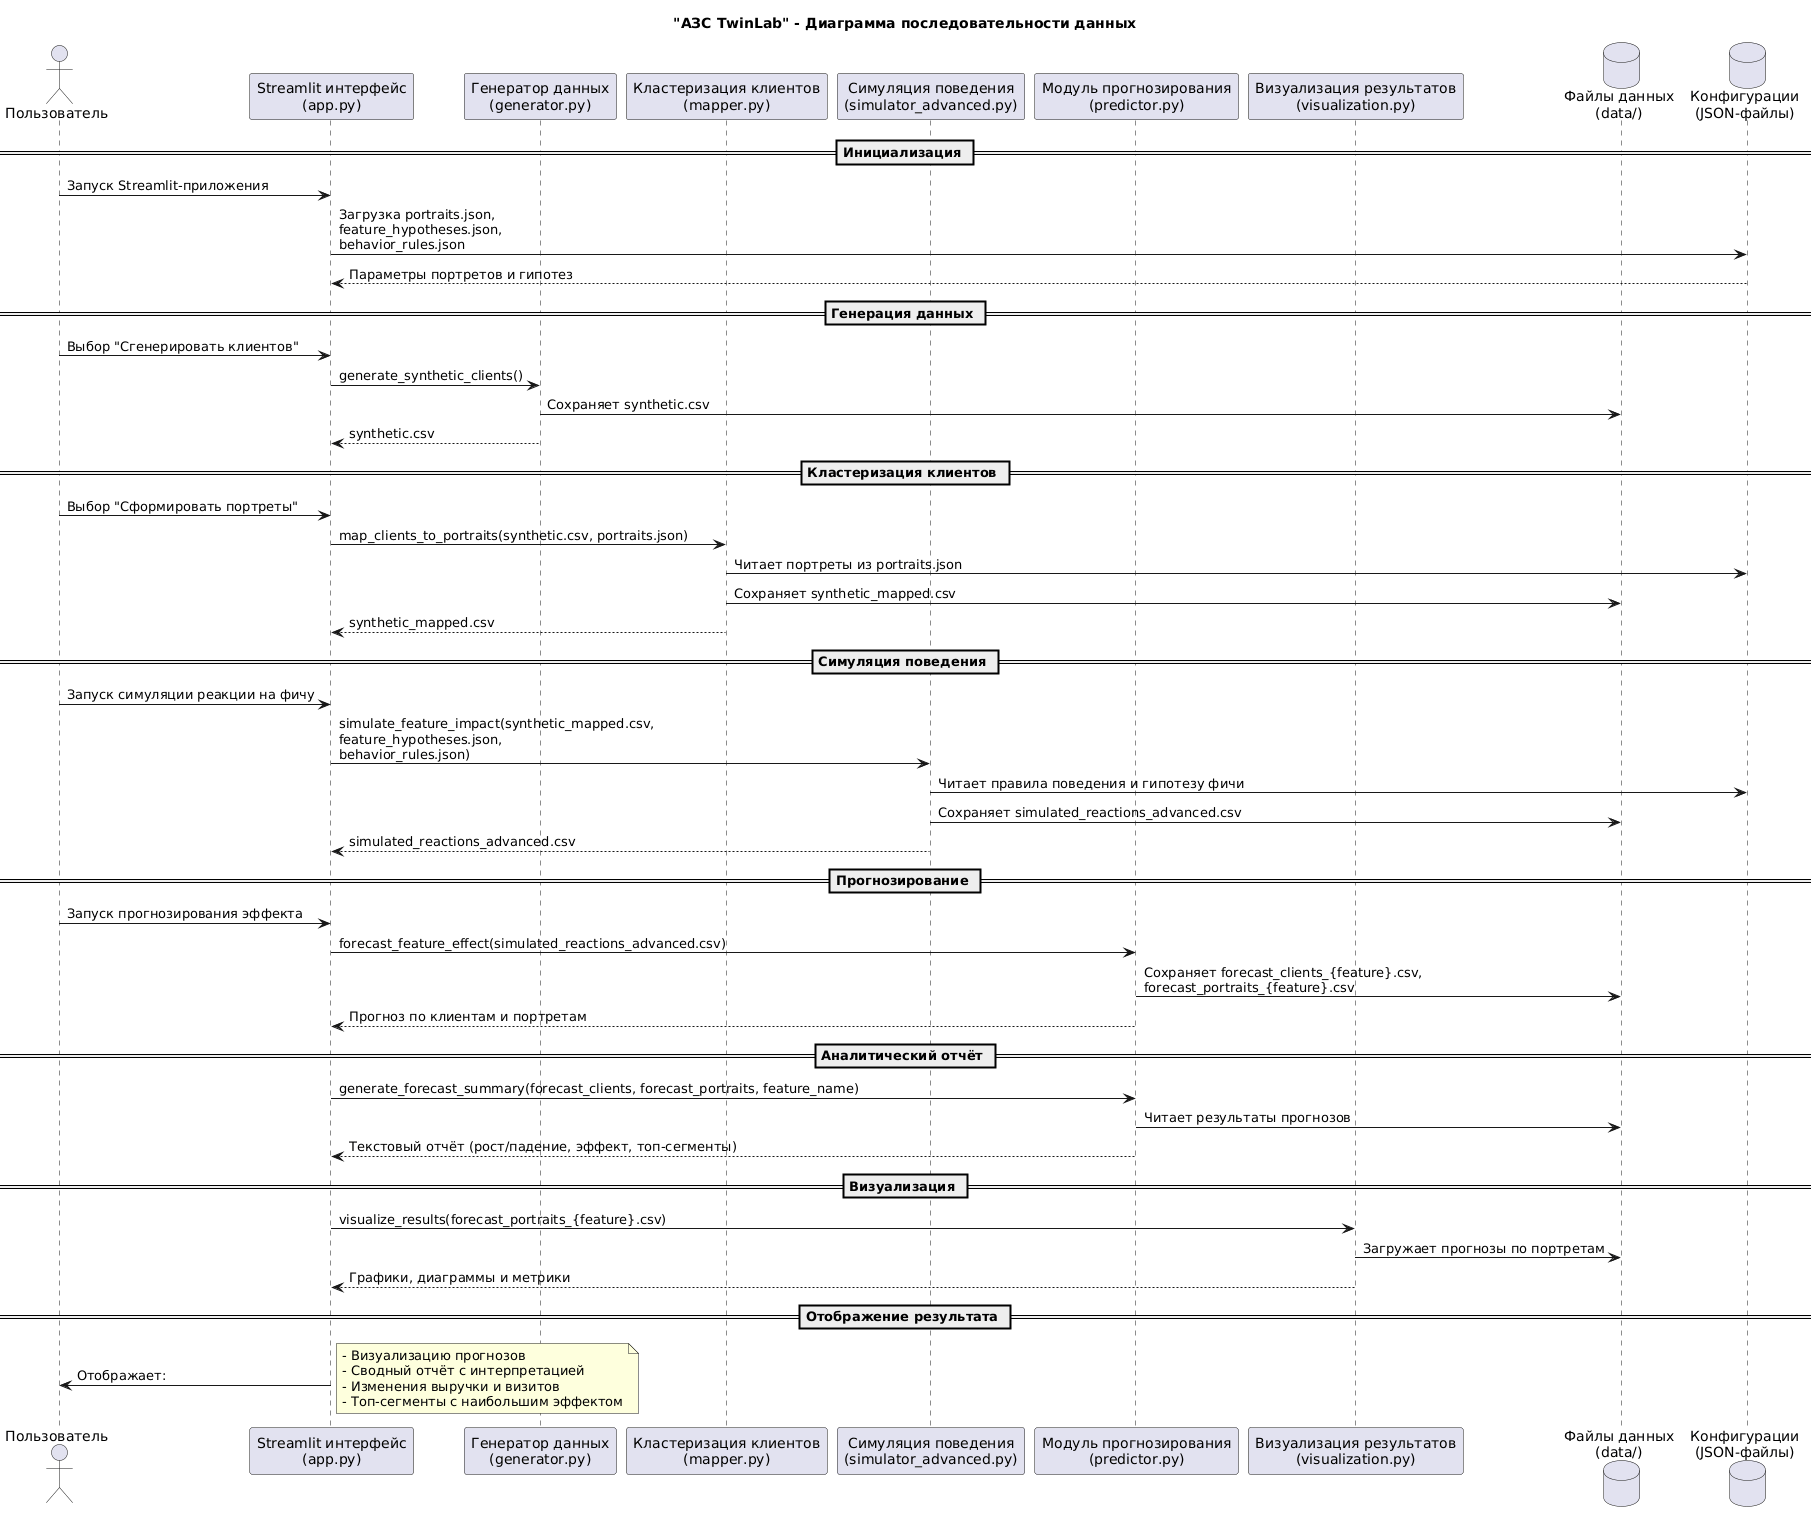 "АЗС TwinLab" - Диаграмма последовательности данных
Пользователь
Streamlit интерфейс
(app.py)
Генератор данных
(generator.py)
Кластеризация клиентов
(mapper.py)
Симуляция поведения
(simulator_advanced.py)
Модуль прогнозирования
(predictor.py)
Визуализация результатов
(visualization.py)
Файлы данных
(data/)
Конфигурации
(JSON-файлы)
Инициализация
Запуск Streamlit-приложения
Загрузка portraits.json,
feature_hypotheses.json,
behavior_rules.json
Параметры портретов и гипотез
Генерация данных
Выбор "Сгенерировать клиентов"
generate_synthetic_clients()
Сохраняет synthetic.csv
synthetic.csv
Кластеризация клиентов
Выбор "Сформировать портреты"
map_clients_to_portraits(synthetic.csv, portraits.json)
Читает портреты из portraits.json
Сохраняет synthetic_mapped.csv
synthetic_mapped.csv
Симуляция поведения
Запуск симуляции реакции на фичу
simulate_feature_impact(synthetic_mapped.csv,
feature_hypotheses.json,
behavior_rules.json)
Читает правила поведения и гипотезу фичи
Сохраняет simulated_reactions_advanced.csv
simulated_reactions_advanced.csv
Прогнозирование
Запуск прогнозирования эффекта
forecast_feature_effect(simulated_reactions_advanced.csv)
Сохраняет forecast_clients_{feature}.csv,
forecast_portraits_{feature}.csv
Прогноз по клиентам и портретам
Аналитический отчёт
generate_forecast_summary(forecast_clients, forecast_portraits, feature_name)
Читает результаты прогнозов
Текстовый отчёт (рост/падение, эффект, топ-сегменты)
Визуализация
visualize_results(forecast_portraits_{feature}.csv)
Загружает прогнозы по портретам
Графики, диаграммы и метрики
Отображение результата
Отображает:
- Визуализацию прогнозов
- Сводный отчёт с интерпретацией
- Изменения выручки и визитов
- Топ-сегменты с наибольшим эффектом
Пользователь
Streamlit интерфейс
(app.py)
Генератор данных
(generator.py)
Кластеризация клиентов
(mapper.py)
Симуляция поведения
(simulator_advanced.py)
Модуль прогнозирования
(predictor.py)
Визуализация результатов
(visualization.py)
Файлы данных
(data/)
Конфигурации
(JSON-файлы)